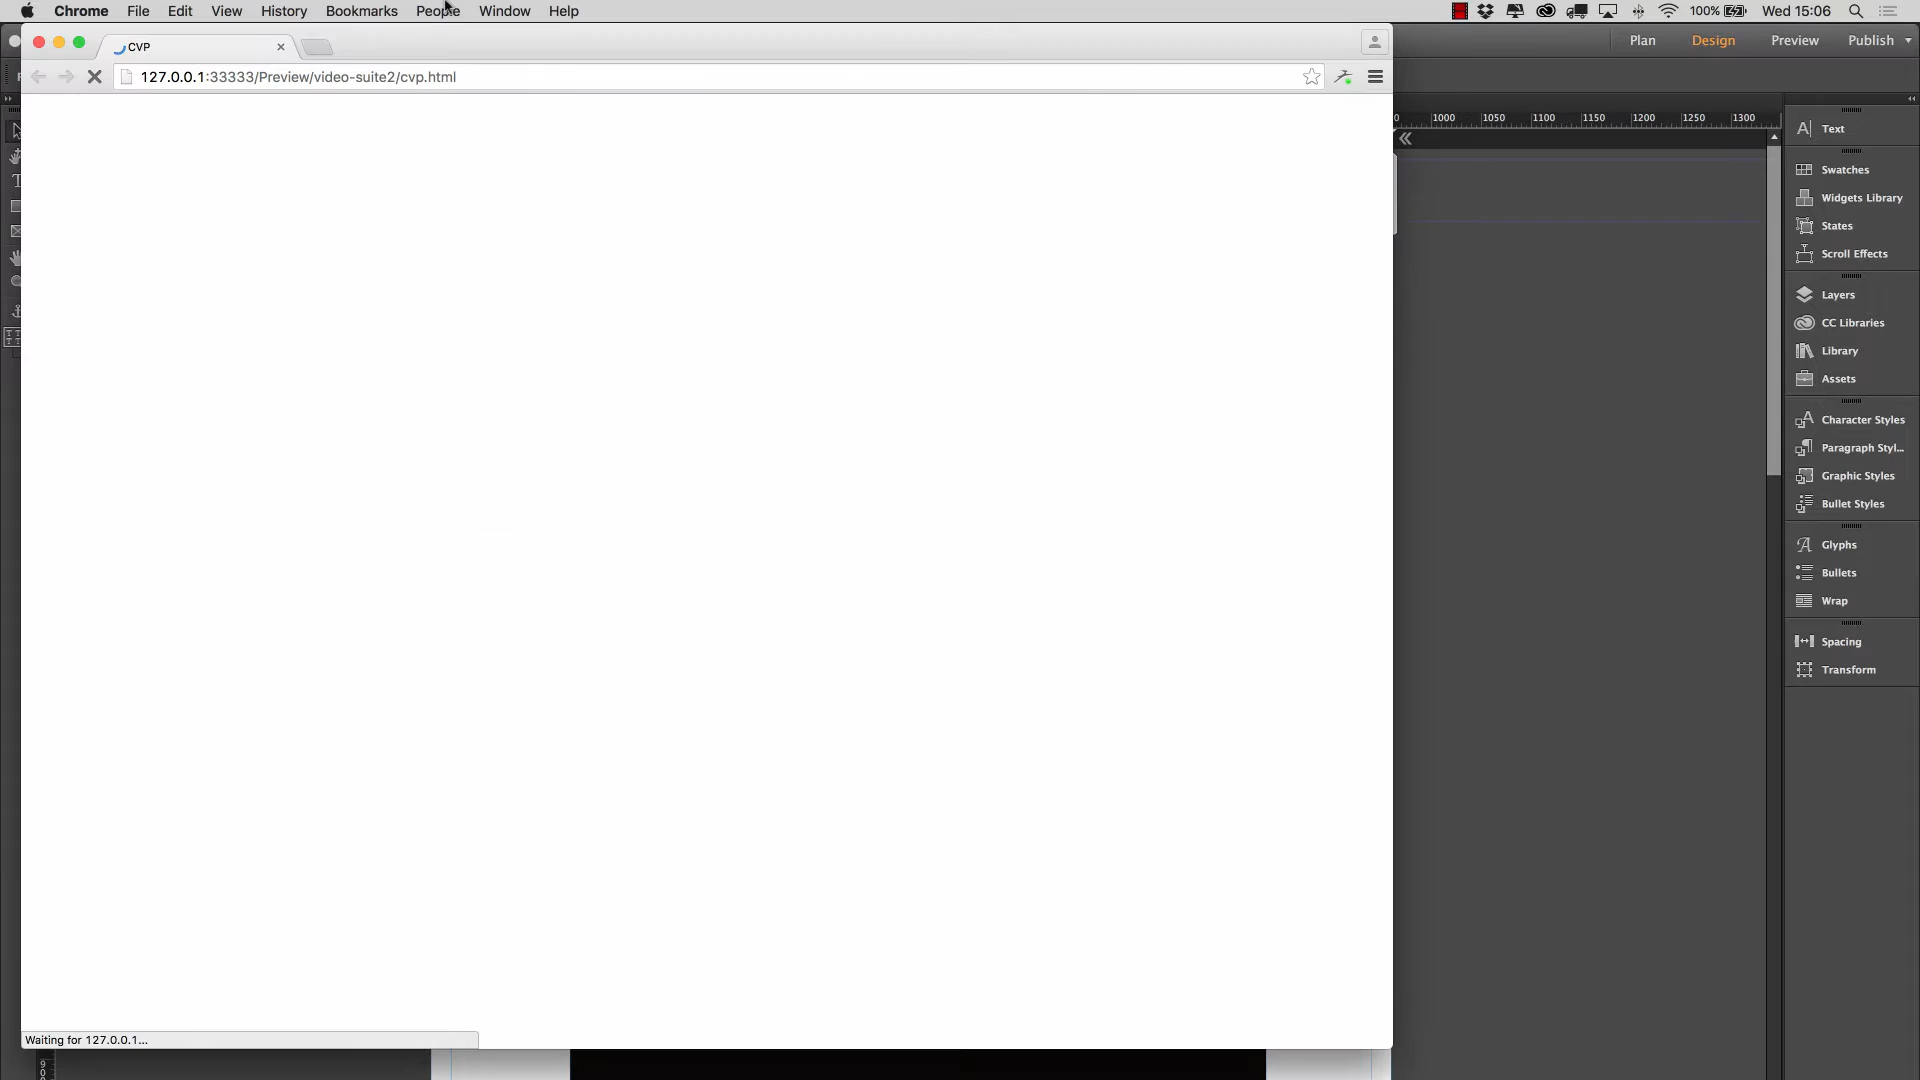 Chrome File Edit View History Bookmarks People Window Help 100% Wed 15:06
CVP
Plan Design Preview Publish
127.0.0.1:33333/Preview/video-suite2/cvp.html
1000 1050 1100 1150 1200 1250 1300
Text
Swatches
Widgets Library
States
Scroll Effects
Layers
CC Libraries
Library
Assets
Character Styles
Paragraph Styl...
Graphic Styles
Bullet Styles
Glyphs
Bullets
Wrap
Spacing
Transform
Waiting for 127.0.0.1...